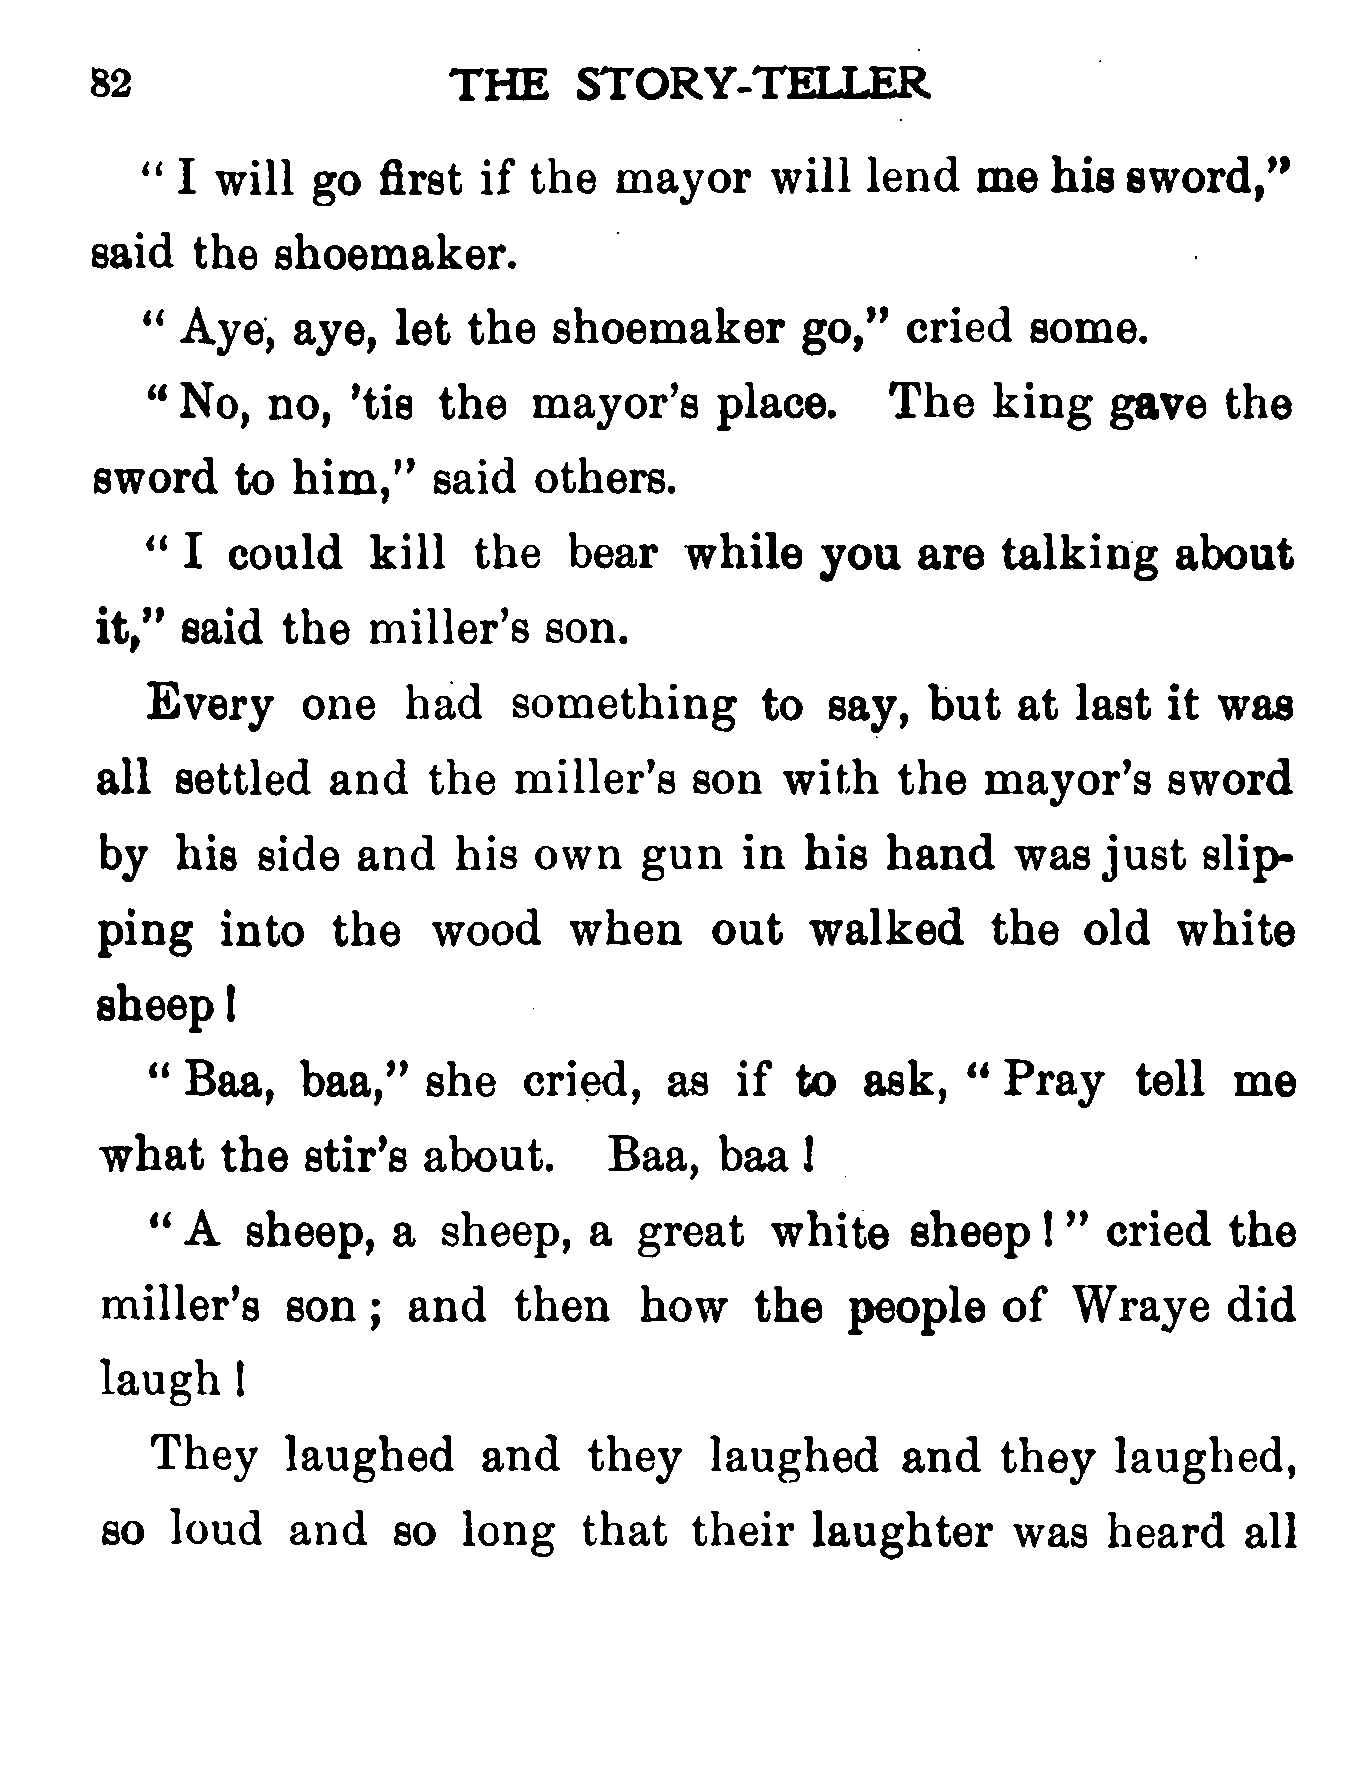 82 THE STORY-TELLER
“ I will go first if the mayor will lend me his sword,”
said the shoemaker.
“ Aye, aye, let the shoemaker go,” cried some.
“ No, no, ’tis the mayor’s place. The king gave the
sword to him,” said others.
“ I could kill the bear while you are talking about
it,” said the miller’s son.
Every one had something to say, but at last it was
all settled and the miller’s son with the mayor’s sword
by his side and his own gun in his hand was just slip-
ping into the wood when out walked the old white
sheep !
“ Baa, baa,” she cried, as if to ask, “ Pray tell me
what the stir’s about. Baa, baa !
“ A sheep, a sheep, a great white sheep ! ” cried the
miller’s son ; and then how the people of Wraye did
laugh !
They laughed and they laughed and they laughed,
so loud and so long that their laughter was heard all